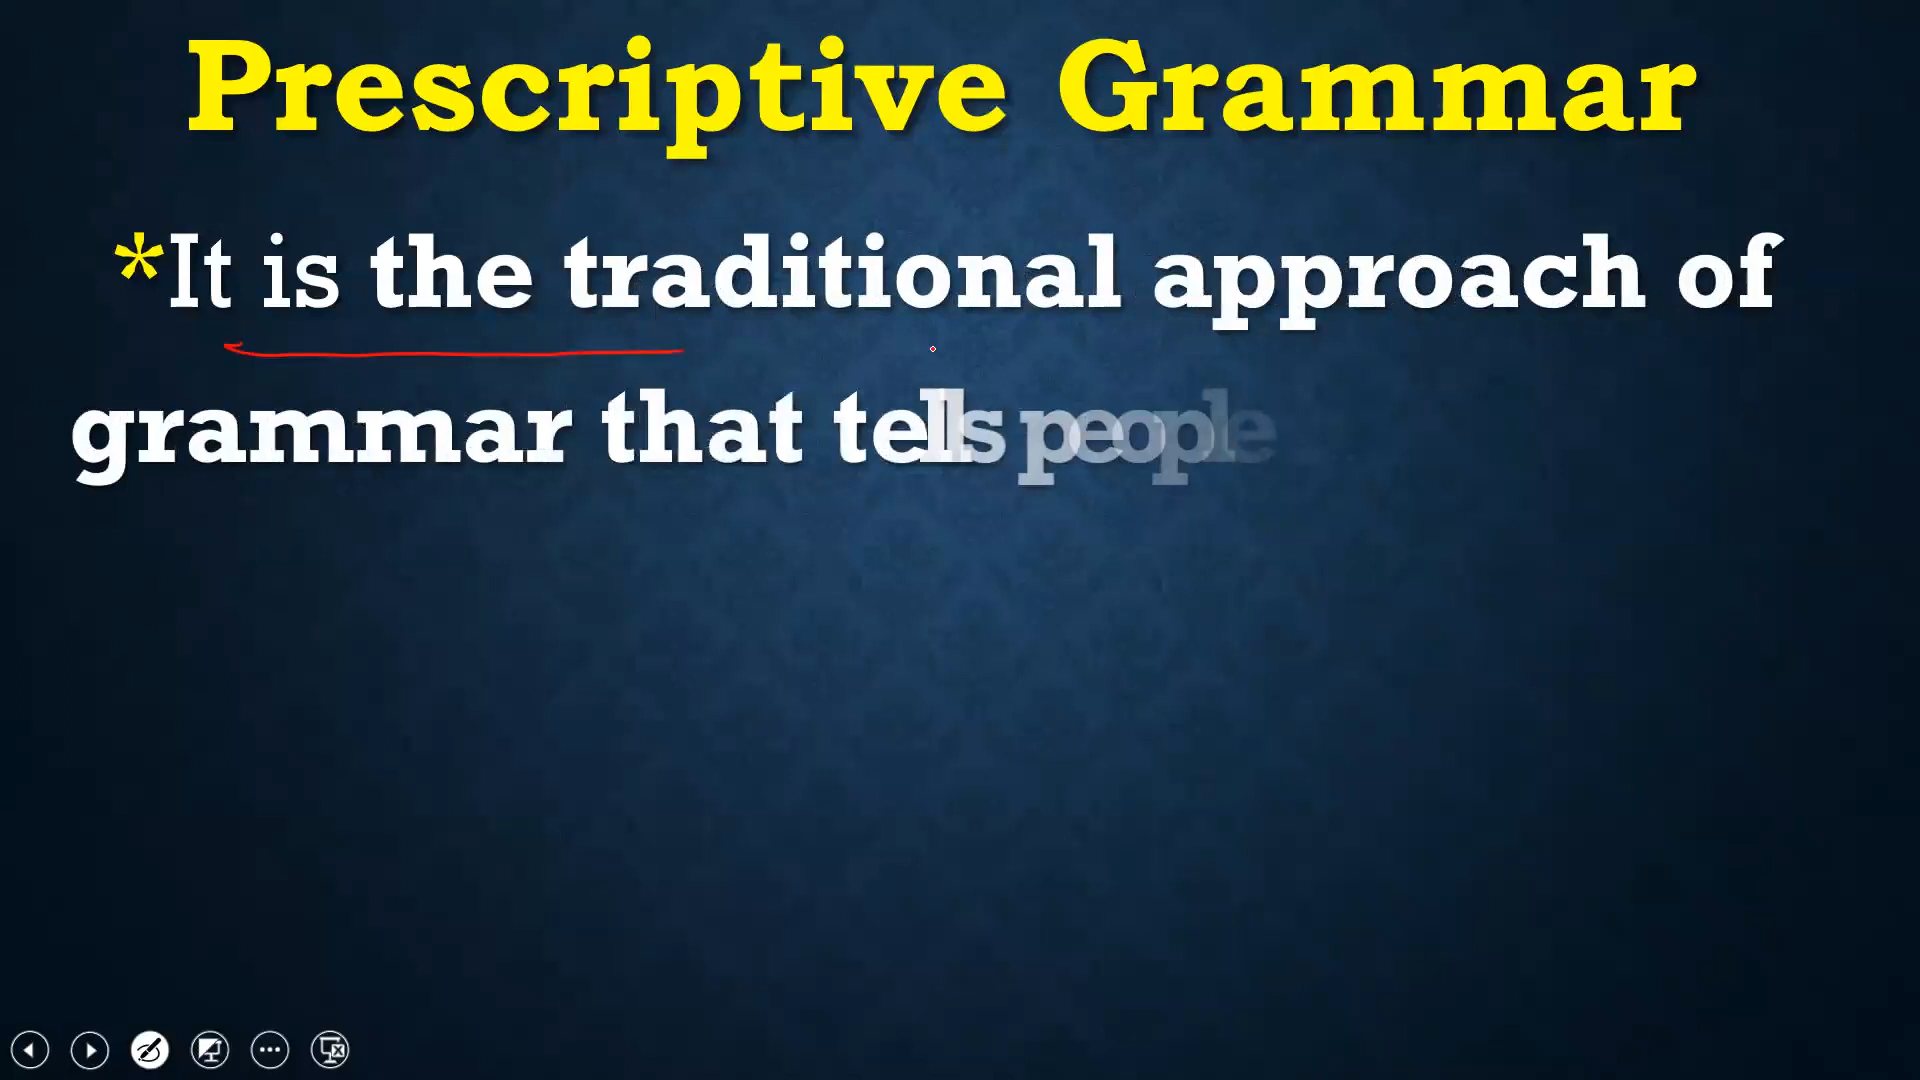 Prescriptive Grammar
*It is the traditional approach of
grammar that tells people